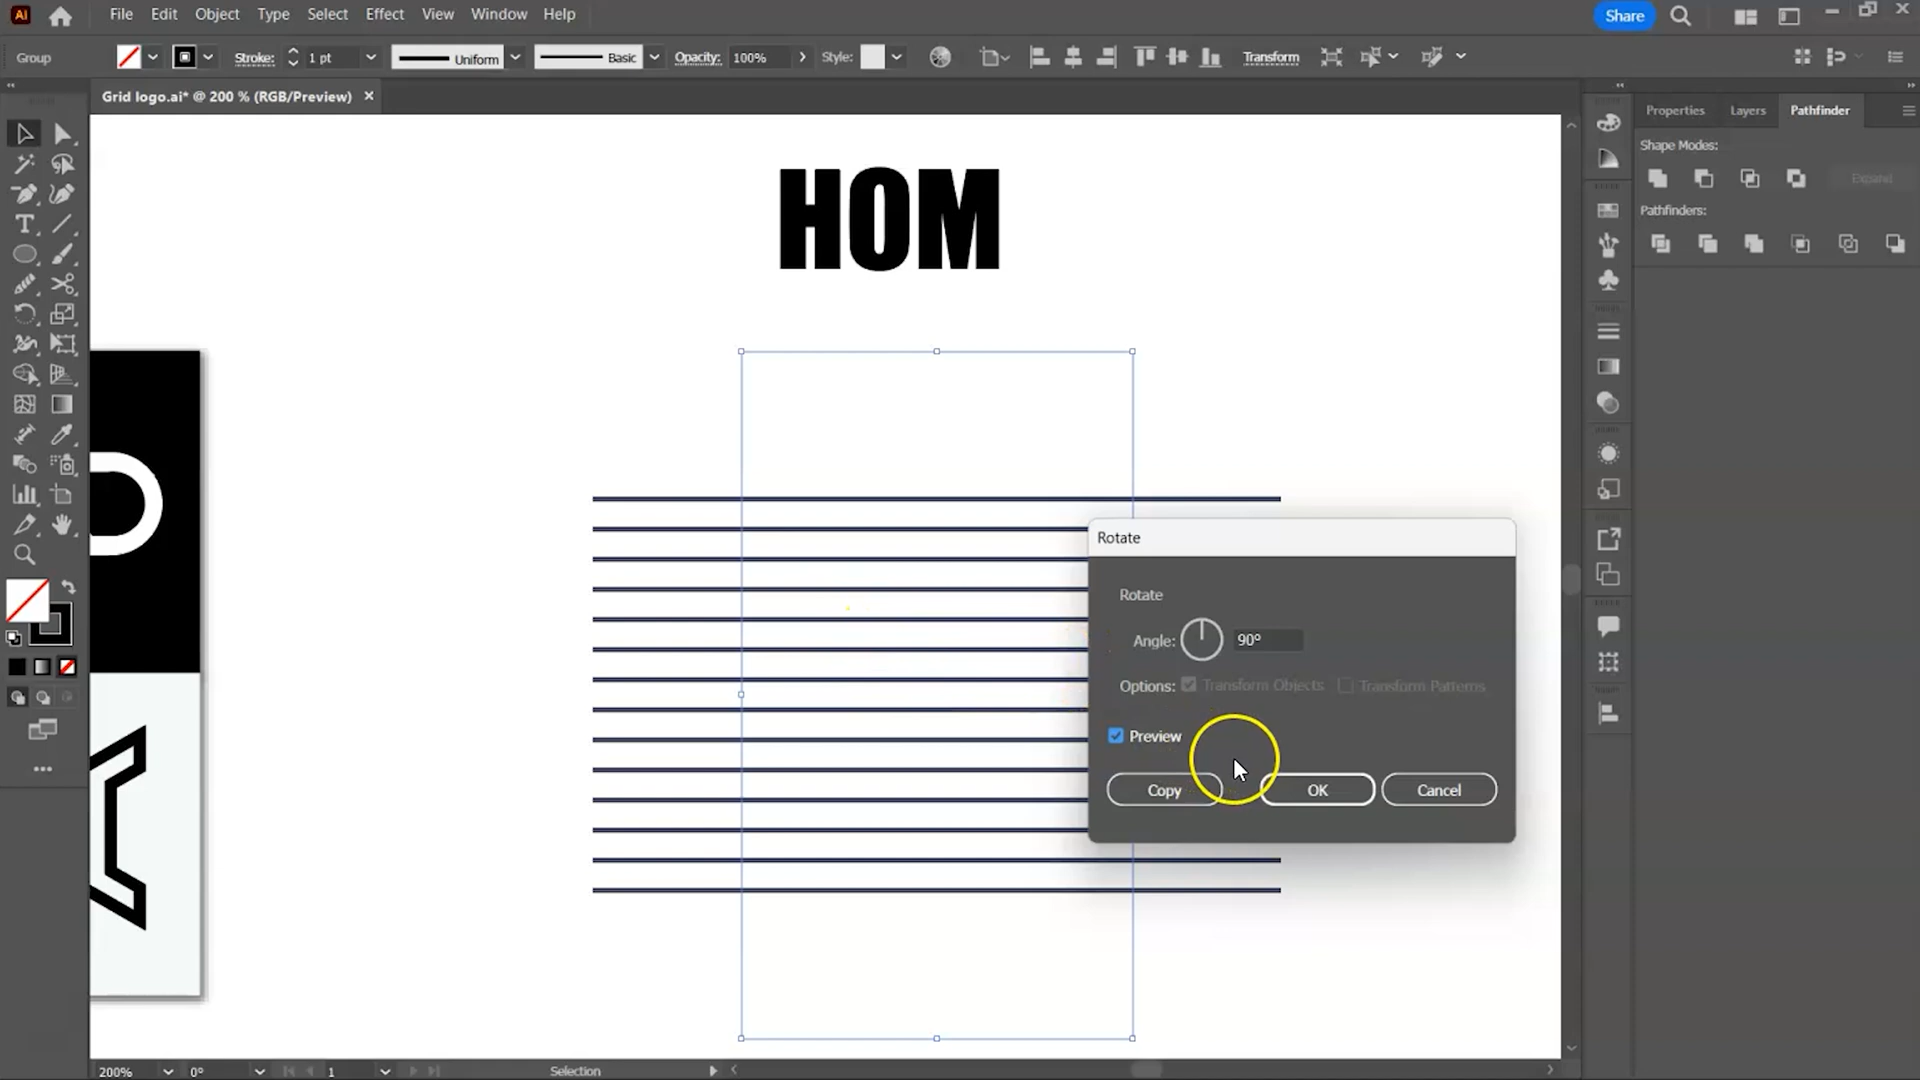 Ai File Edit Object Type Select Effect View Window Help Share
Group Stroke: 1 pt Uniform Basic Opacity: 100% Style: Transform
Grid logo.ai* @ 200 % (RGB/Preview) ×
Properties Layers Pathfinder
Shape Modes:
Expand
Pathfinders:
HOM
Rotate
Rotate
Angle: 90°
Options: Transform Objects Transform Patterns
Preview
Copy OK Cancel
200% 0° 1 Selection